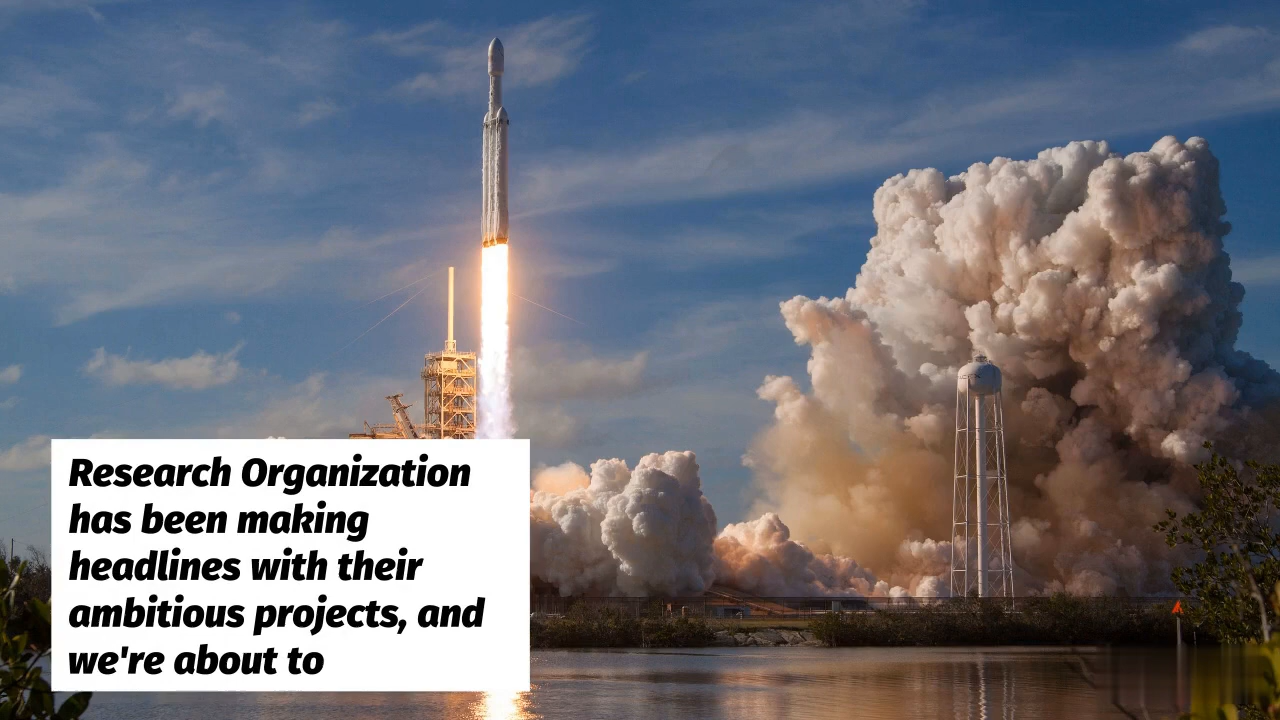 Research Organization
has been making
headlines with their
ambitious projects, and
we're about to